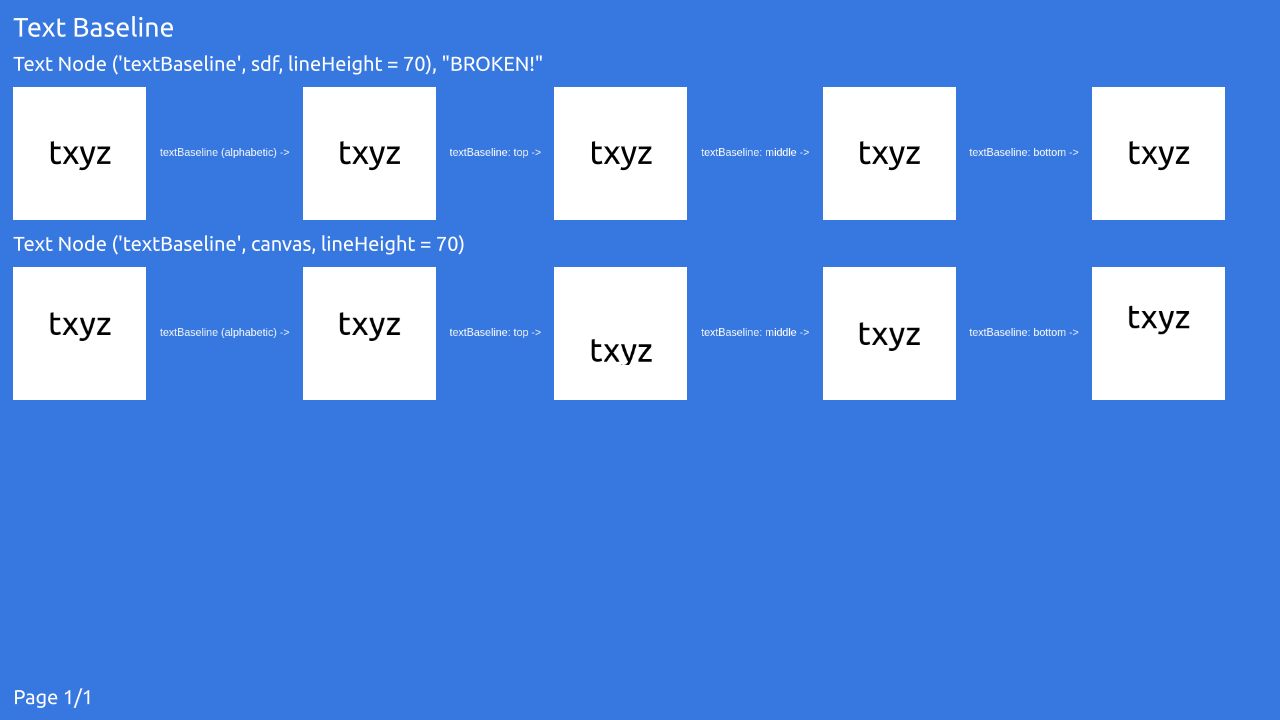 Text Baseline
Text Node ('textBaseline', sdf, lineHeight = 70), "BROKEN!"
txyz textBaseline (alphabetic) -> txyz textBaseline: top -> txyz textBaseline: middle -> txyz textBaseline: bottom -> txyz
Text Node ('textBaseline', canvas, lineHeight = 70)
txyz textBaseline (alphabetic) -> txyz textBaseline: top -> txyz textBaseline: middle -> txyz textBaseline: bottom -> txyz
Page 1/1